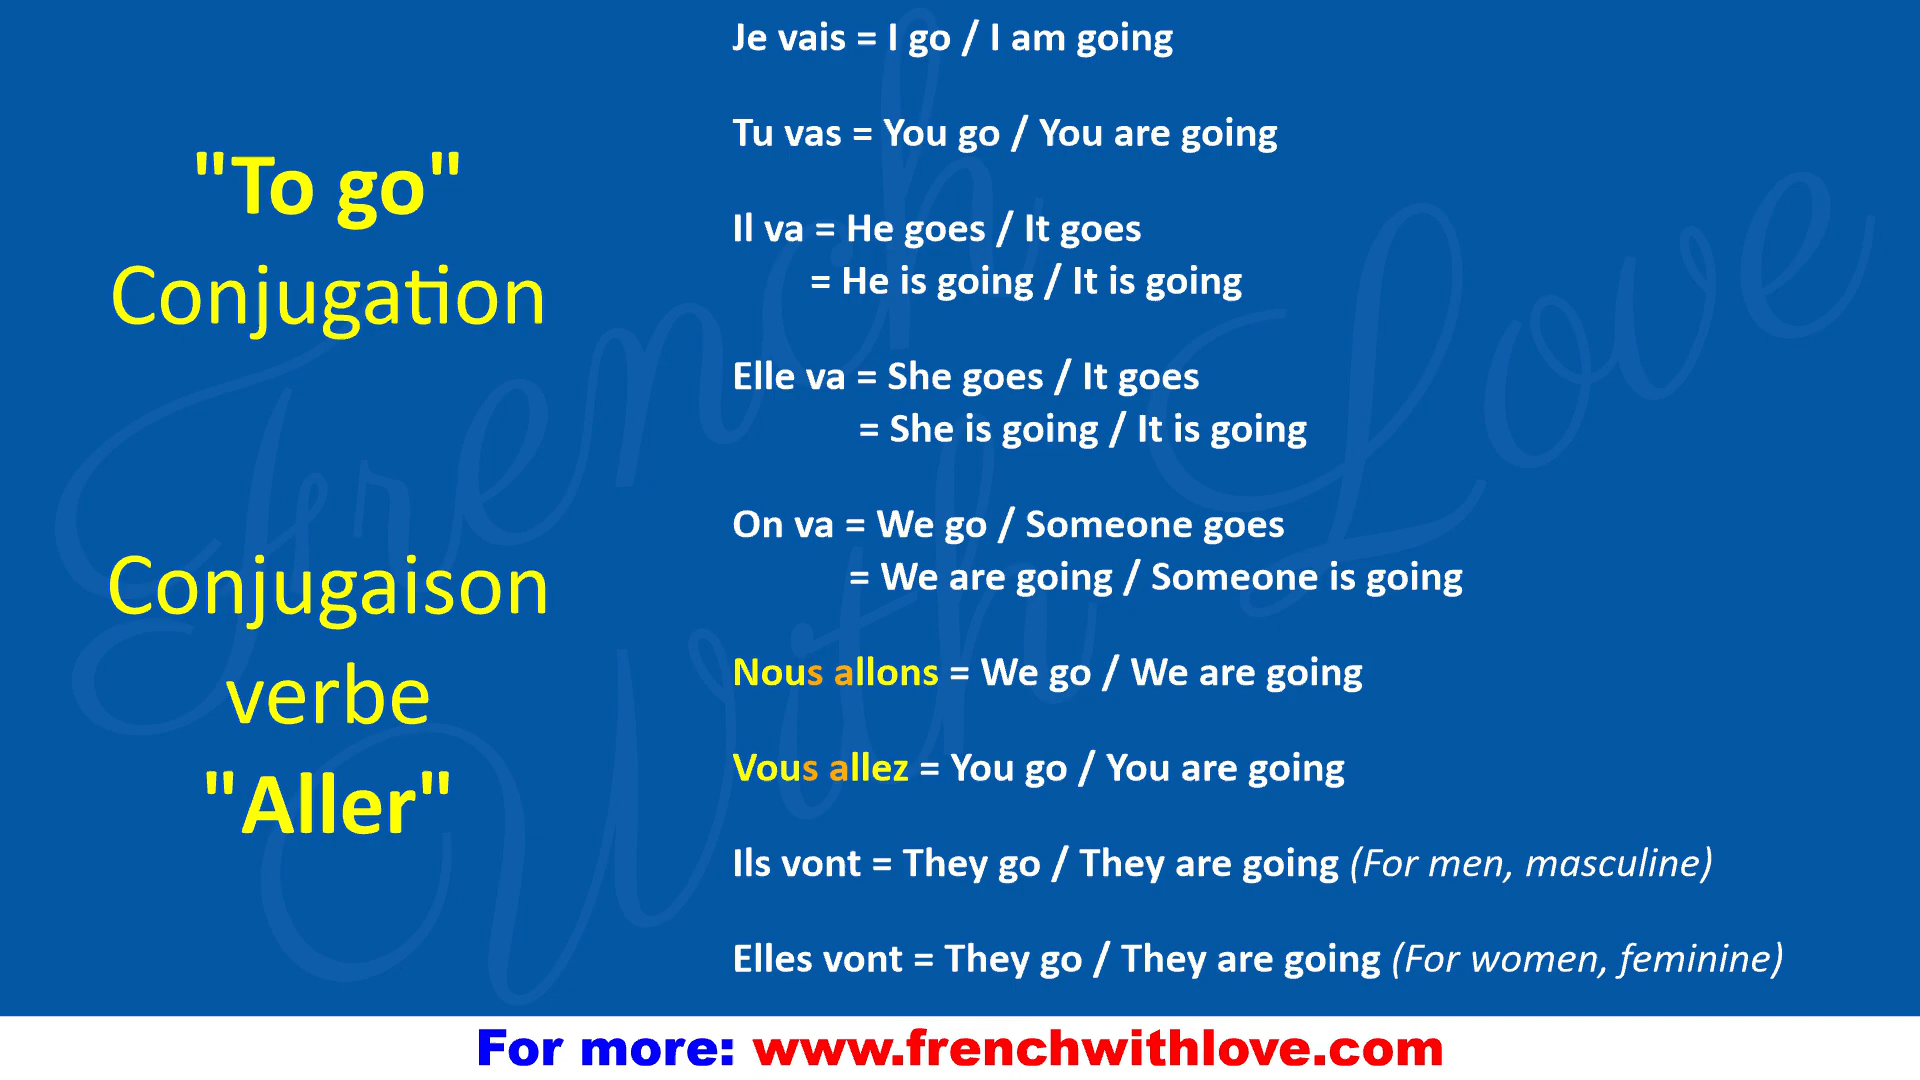 "To go"
Conjugation
Conjugaison
verbe
"Aller"
Je vais = I go / I am going
Tu vas = You go / You are going
Il va = He goes / It goes
= He is going / It is going
Elle va = She goes / It goes
= She is going / It is going
On va = We go / Someone goes
= We are going / Someone is going
Nous allons = We go / We are going
Vous allez = You go / You are going
Ils vont = They go / They are going (For men, masculine)
Elles vont = They go / They are going (For women, feminine)
French
With Love
For more: www.frenchwithlove.com